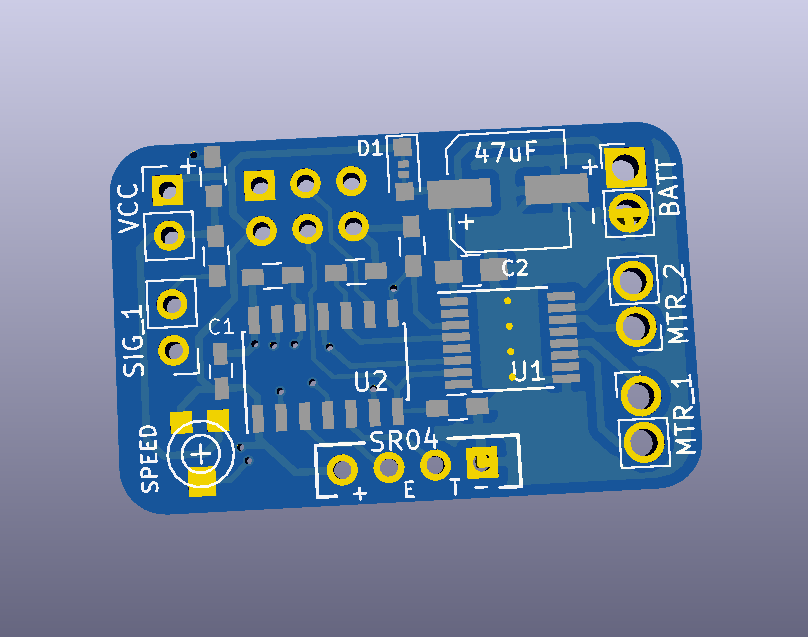 D1
47uF
+
+
BATT
-
VCC
+
C2
MTR_2
SIG_1
C1
U2
U1
MTR_1
SPEED
+
SR04
+ E T -